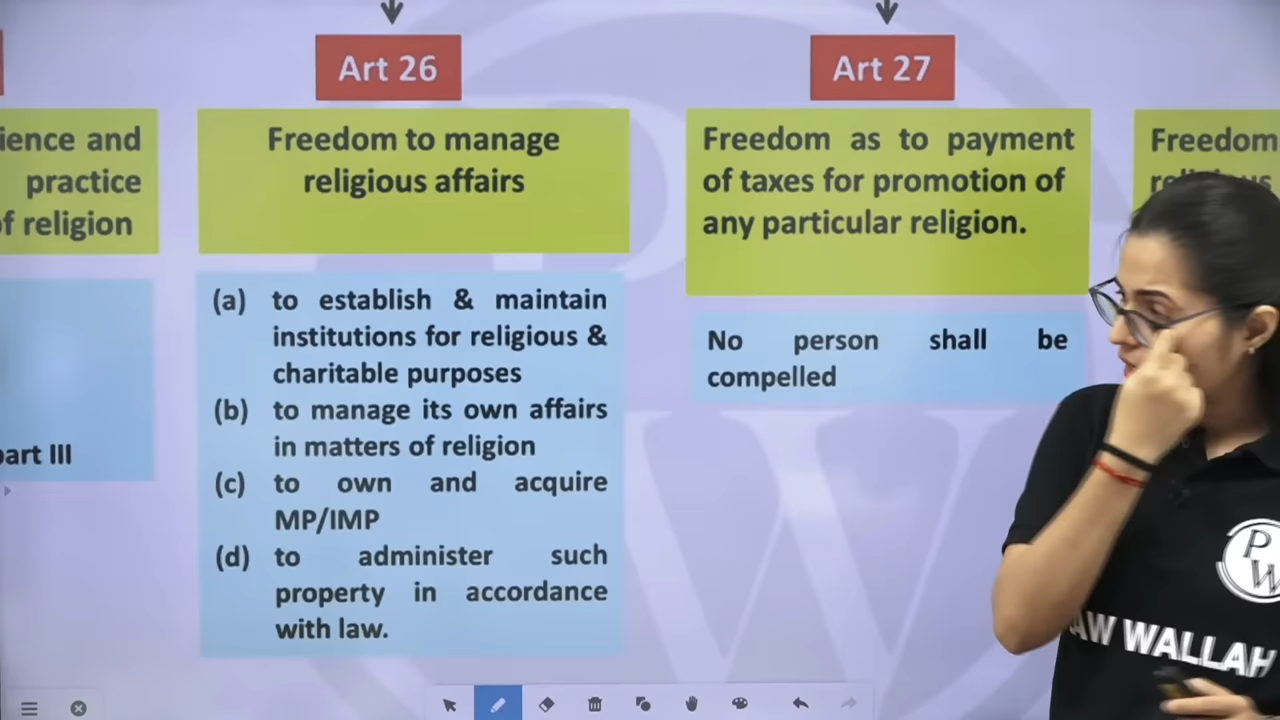 Art 26
Art 27
ience and
practice
of religion
Freedom to manage
religious affairs
Freedom as to payment
of taxes for promotion of
any particular religion.
Freedom
part III
(a) to establish & maintain
institutions for religious &
charitable purposes
(b) to manage its own affairs
in matters of religion
(c) to own and acquire
MP/IMP
(d) to administer such
property in accordance
with law.
No person shall be
compelled
P
W
AW WALLAH